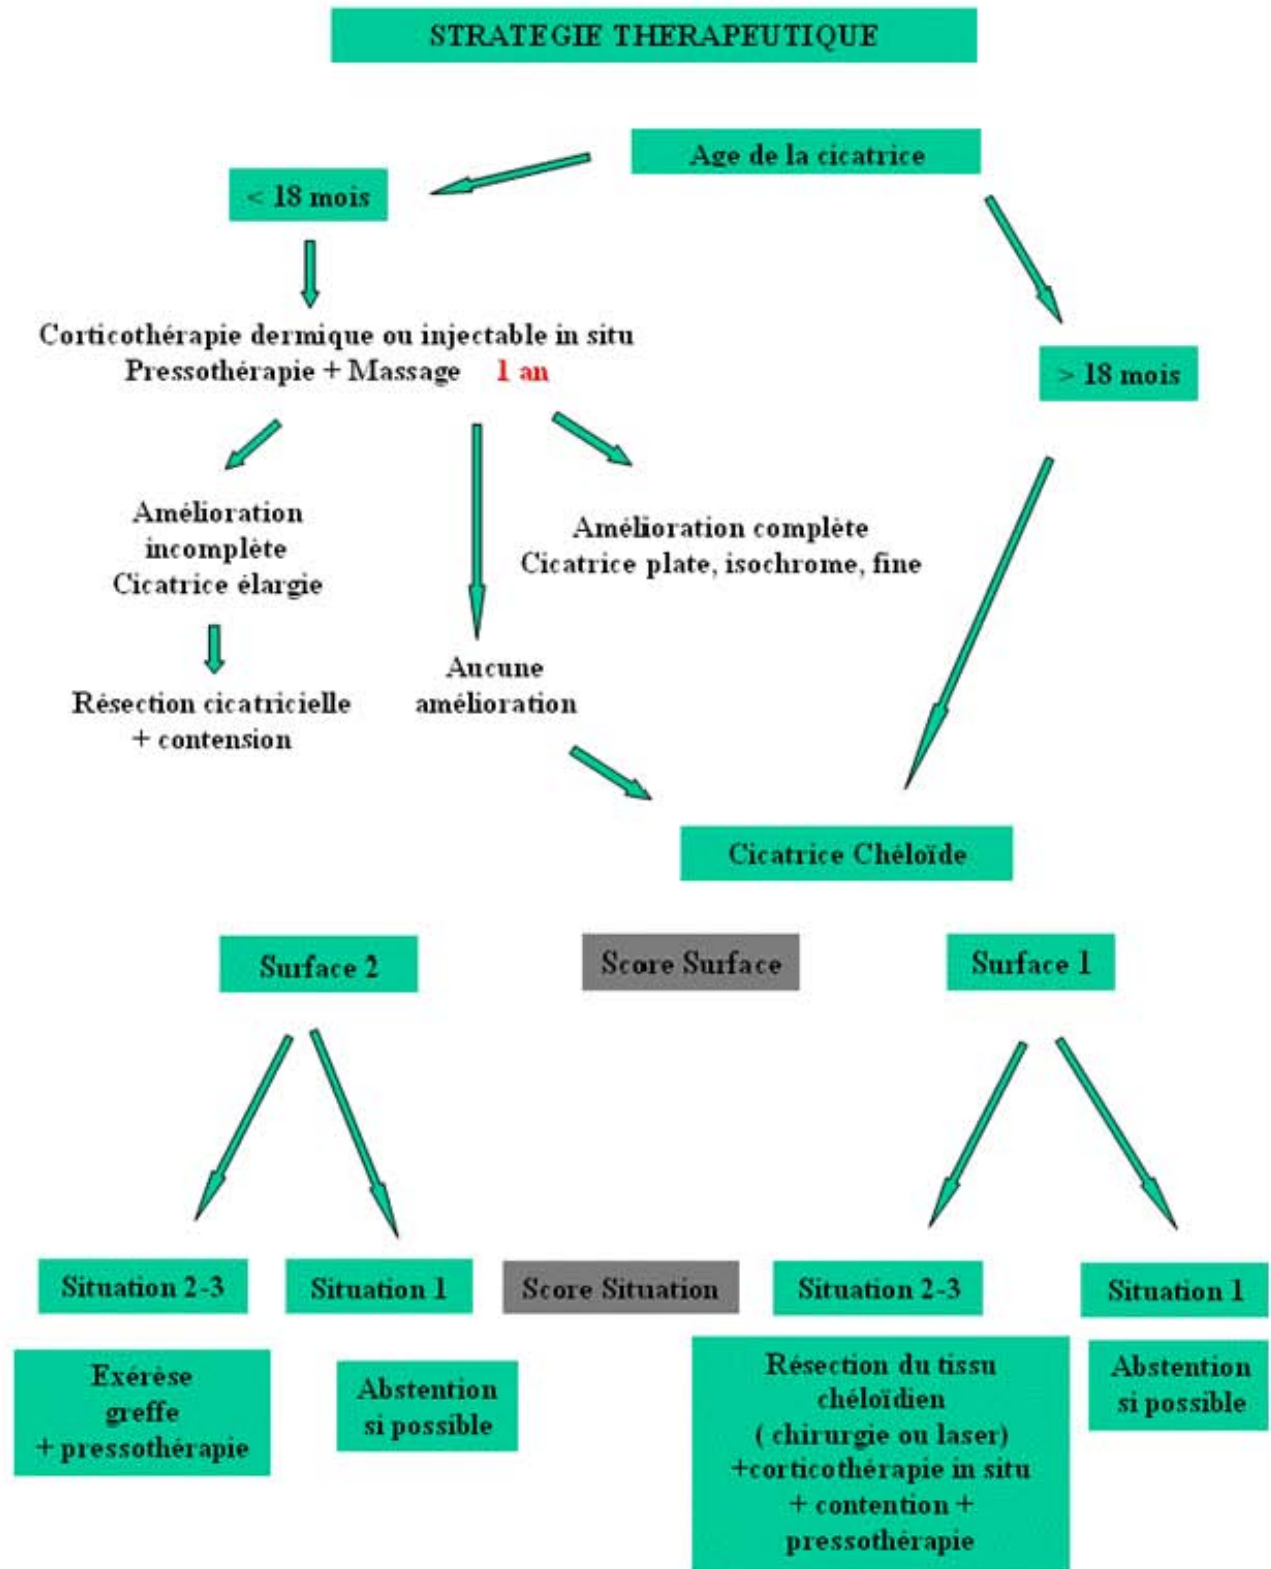 STRATEGIE THERAPEUTIQUE
Age de la cicatrice
< 18 mois
Corticothérapie dermique ou injectable in situ
Pressothérapie + Massage 1 an
> 18 mois
Amélioration
incomplète
Cicatrice élargie
Amélioration complète
Cicatrice plate, isochrome, fine
Résection cicatricielle
+ contension
Aucune
amélioration
Cicatrice Chéloïde
Surface 2
Score Surface
Surface 1
Situation 2-3
Situation 1
Score Situation
Situation 2-3
Situation 1
Exérèse
greffe
+ pressothérapie
Abstention
si possible
Résection du tissu
chéloïdien
( chirurgie ou laser)
+corticothérapie in situ
+ contention +
pressothérapie
Abstention
si possible